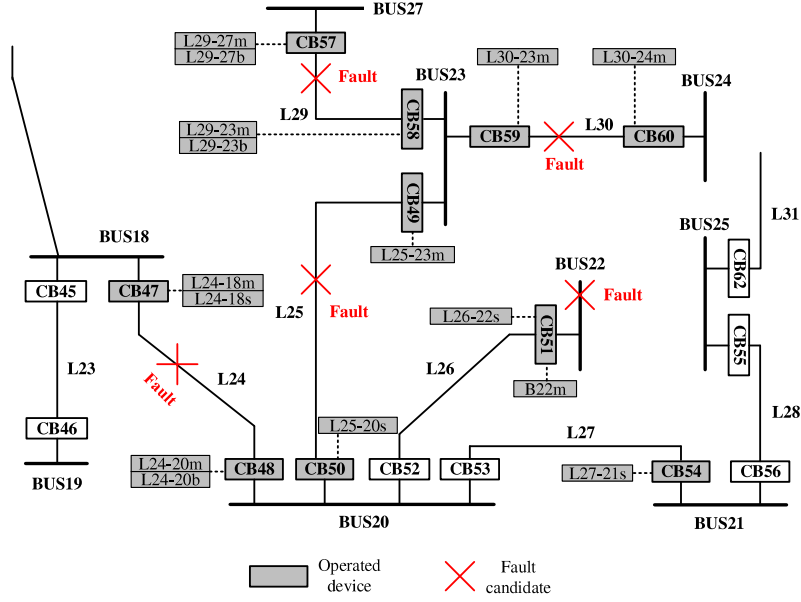 BUS27
L29-27m
L29-27b
CB57
Fault
L29
L29-23m
L29-23b
CB58
BUS23
L30-23m
L30-24m
BUS24
CB59
L30
CB60
Fault
CB49
L25-23m
L31
BUS25
CB62
BUS18
CB45
CB47
L24-18m
L24-18s
L25
Fault
BUS22
Fault
L26-22s
CB51
B22m
CB55
L23
L24
Fault
L26
L28
CB46
BUS19
L25-20s
L27
L24-20m
L24-20b
CB48
CB50
CB52
CB53
L27-21s
CB54
CB56
BUS20
BUS21
Operated
device
Fault
candidate